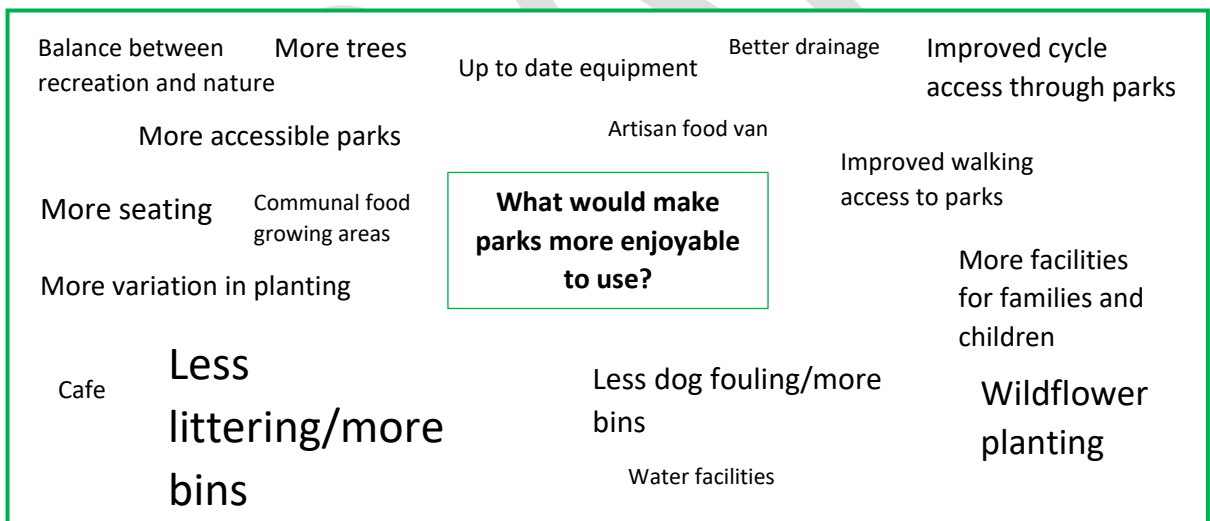 Balance between
recreation and nature
More trees
Up to date equipment
Better drainage
Improved cycle
access through parks
More accessible parks
Artisan food van
Improved walking
access to parks
More seating
Communal food
growing areas
What would make
parks more enjoyable
to use?
More variation in planting
More facilities
for families and
children
Cafe
Less
littering/more
bins
Less dog fouling/more
bins
Wildflower
planting
Water facilities